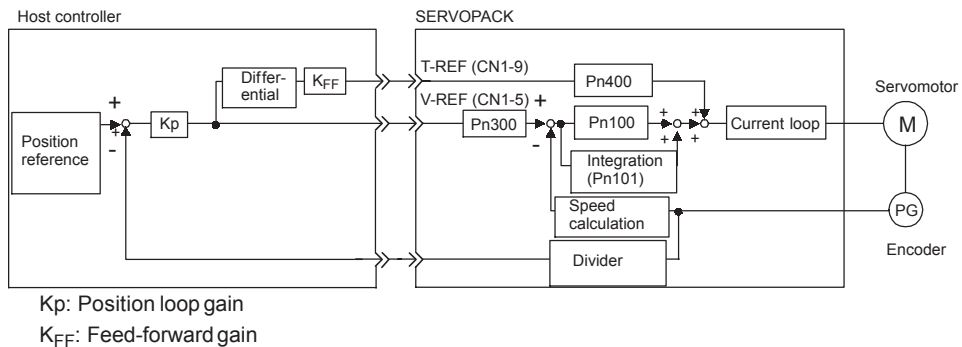 Host controller
SERVOPACK
Position
reference
+
+
-
Kp
Differ-
ential
KFF
T-REF (CN1-9)
V-REF (CN1-5)
Pn300
+
-
Pn400
Pn100
Integration
(Pn101)
+
+
+
+
Current loop
Speed
calculation
Divider
Servomotor
M
PG
Encoder
Kp: Position loop gain
KFF: Feed-forward gain